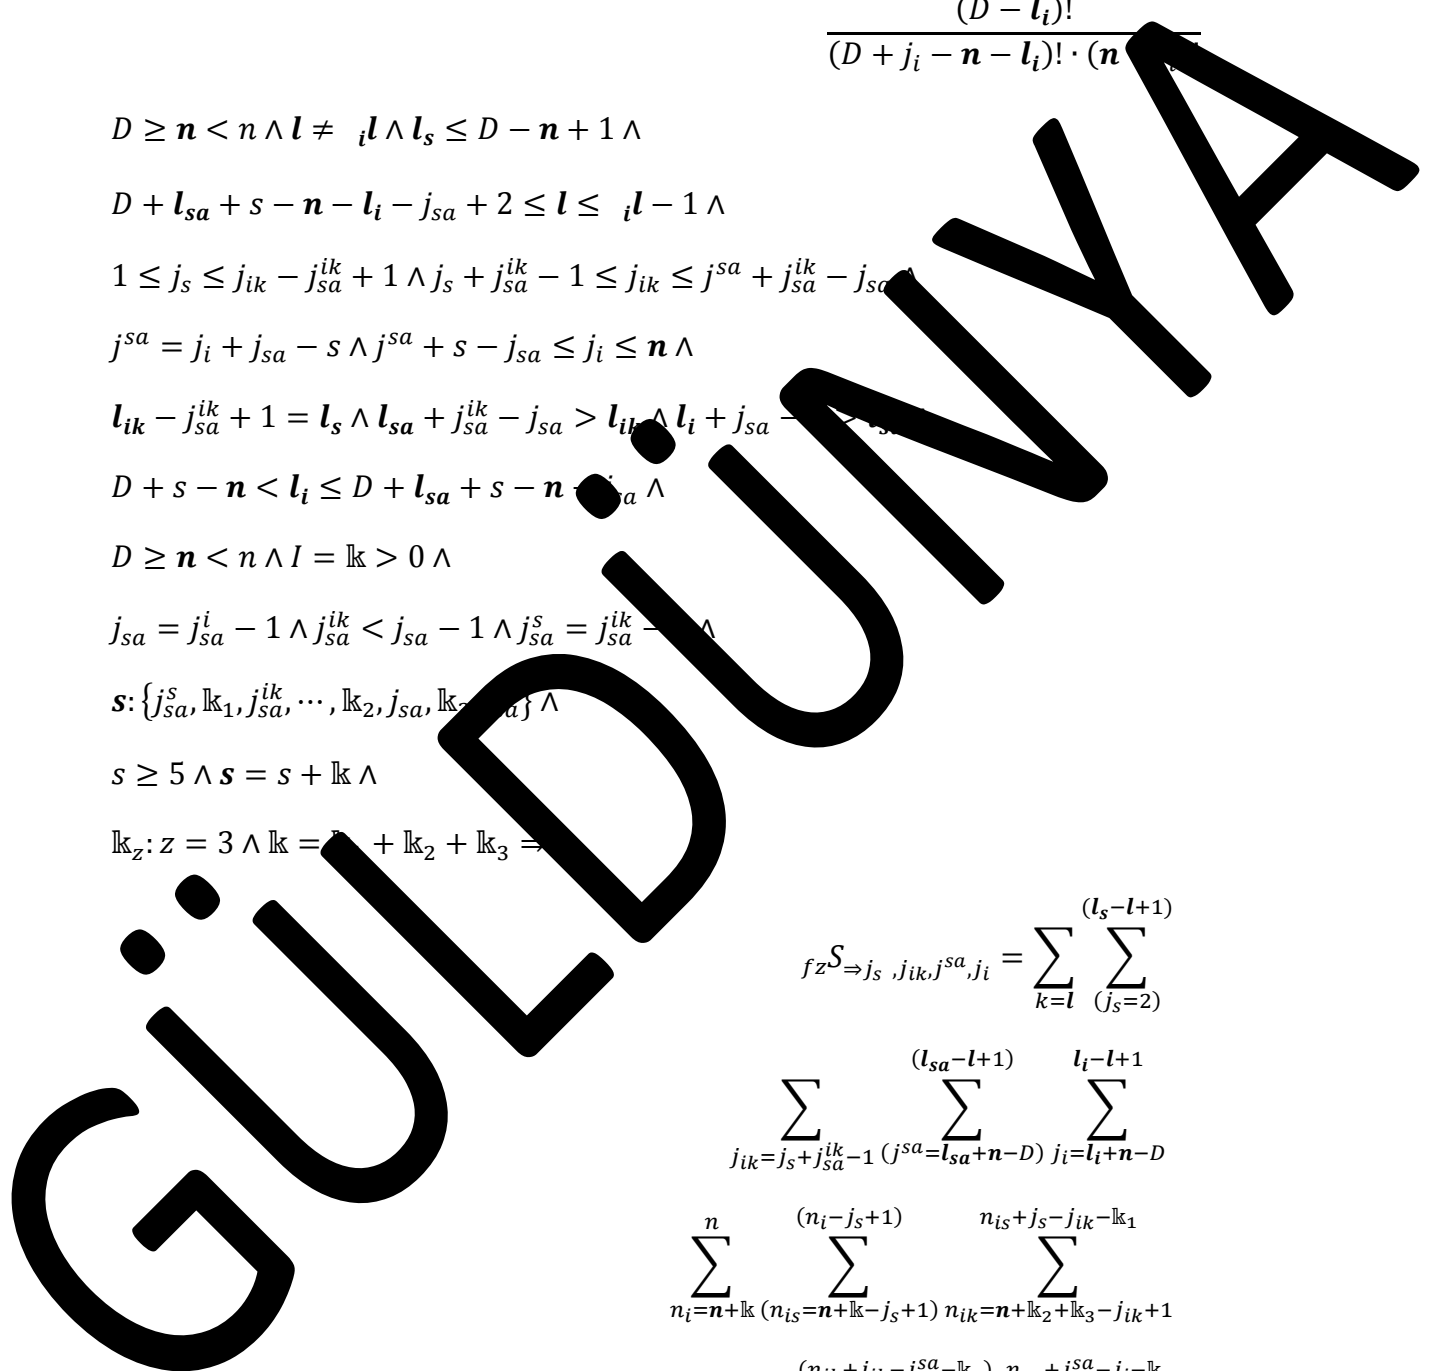 (D − l_i)!
(D + j_i − n − l_i)! · (n
D ≥ n < n ∧ l ≠ _i l ∧ l_s ≤ D − n + 1 ∧
D + l_sa + s − n − l_i − j_sa + 2 ≤ l ≤ _i l − 1 ∧
1 ≤ j_s ≤ j_ik − j_sa^ik + 1 ∧ j_s + j_sa^ik − 1 ≤ j_ik ≤ j^sa + j_sa^ik − j_sa ∧
j^sa = j_i + j_sa − s ∧ j^sa + s − j_sa ≤ j_i ≤ n ∧
l_ik − j_sa^ik + 1 = l_s ∧ l_sa + j_sa^ik − j_sa > l_ik ∧ l_i + j_sa − > l_sa
D + s − n < l_i ≤ D + l_sa + s − n − j_sa ∧
D ≥ n < n ∧ I = 𝕜 > 0 ∧
j_sa = j_sa^i − 1 ∧ j_sa^ik < j_sa − 1 ∧ j_sa^s = j_sa^ik − ∧
s: {j_sa^s, 𝕜_1, j_sa^ik, ⋯ , 𝕜_2, j_sa, 𝕜 } ∧
s ≥ 5 ∧ s = s + 𝕜 ∧
𝕜_z: z = 3 ∧ 𝕜 = + 𝕜_2 + 𝕜_3 ⇒
(l_s−l+1)
_fz S_⇒j_s ,j_ik,j^sa,j_i = ∑ ∑
k=l (j_s=2)
(l_sa−l+1) l_i−l+1
∑ ∑ ∑
j_ik=j_s+j_sa^ik−1 (j^sa=l_sa+n−D) j_i=l_i+n−D
n (n_i−j_s+1) n_is+j_s−j_ik−𝕜_1
∑ ∑ ∑
n_i=n+𝕜 (n_is=n+𝕜−j_s+1) n_ik=n+𝕜_2+𝕜_3−j_ik+1
GÜLDÜNYA